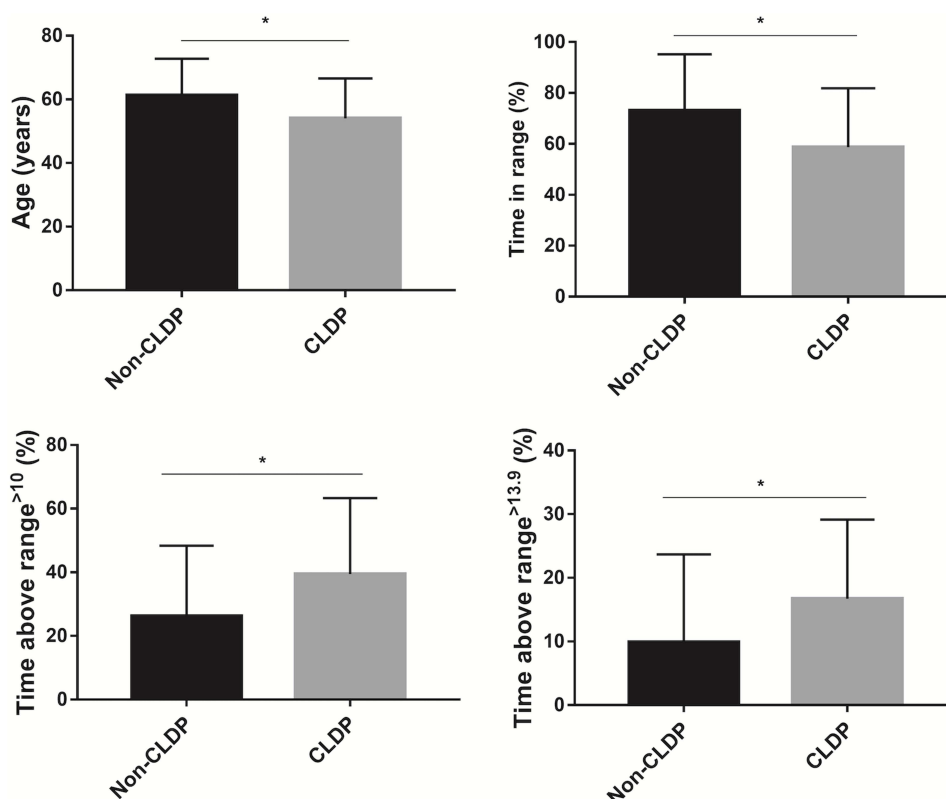 *
80
60
40
20
0
Age (years)
Non-CLDP
CLDP
*
100
80
60
40
20
0
Time in range (%)
Non-CLDP
CLDP
*
80
60
40
20
0
Time above range>10 (%)
Non-CLDP
CLDP
*
40
30
20
10
0
Time above range>13.9 (%)
Non-CLDP
CLDP